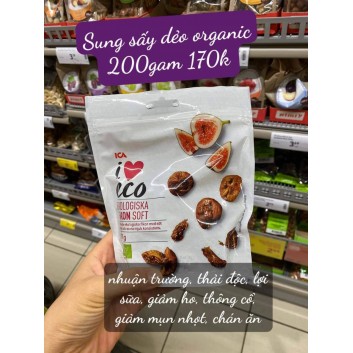 Sung sấy dẻo organic
200gam 170k
ICA
i
eco
EKOLOGISKA
FIKON SOFT
nhuận trường, thải độc, lợi
sữa, giảm ho, thông cổ,
giảm mụn nhọt, chán ăn